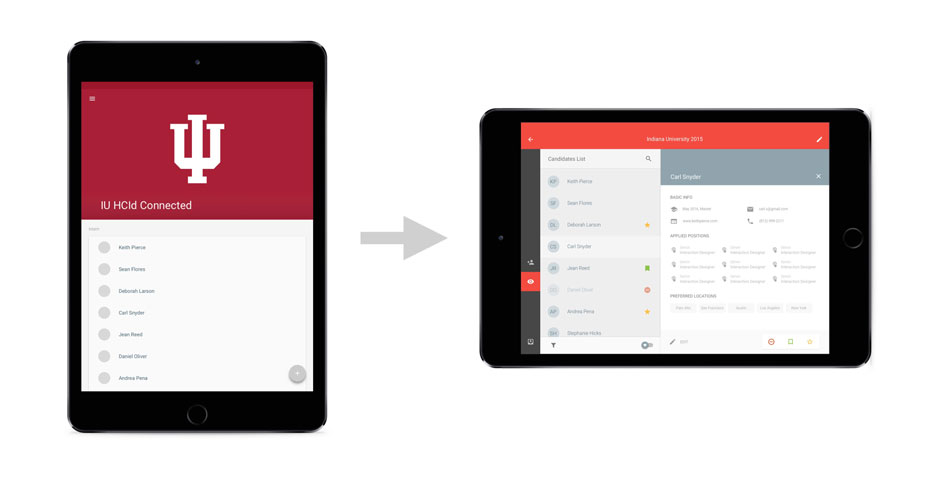 IU HCId Connected
Keith Pierce
Sean Flores
Deborah Larson
Carl Snyder
Jean Reed
Daniel Oliver
Andrea Pena
Indiana University 2015
Candidates List
KP Keith Pierce
SF Sean Flores
DL Deborah Larson
CS Carl Snyder
JR Jean Reed
DO Daniel Oliver
AP Andrea Pena
SH Stephanie Hicks
Carl Snyder
BASIC INFO
May 2016, Master
APPLIED POSITIONS
Interaction Designer Interaction Designer Interaction Designer
Interaction Designer Interaction Designer Interaction Designer
Interaction Designer Interaction Designer Interaction Designer
PREFERRED LOCATIONS
Palo Alto San Francisco Austin Los Angeles New York
EDIT